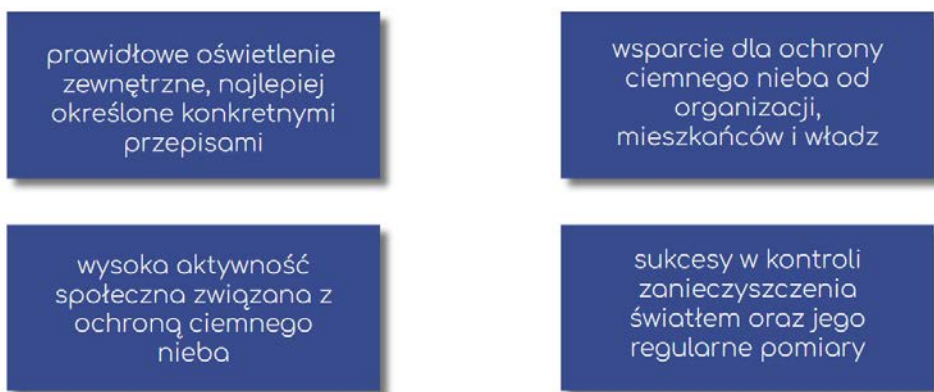 prawidłowe oświetlenie
zewnętrzne, najlepiej
określone konkretnymi
przepisami
wsparcie dla ochrony
ciemnego nieba od
organizacji,
mieszkańców i władz
wysoka aktywność
społeczna związana z
ochroną ciemnego
nieba
sukcesy w kontroli
zanieczyszczenia
światłem oraz jego
regularne pomiary